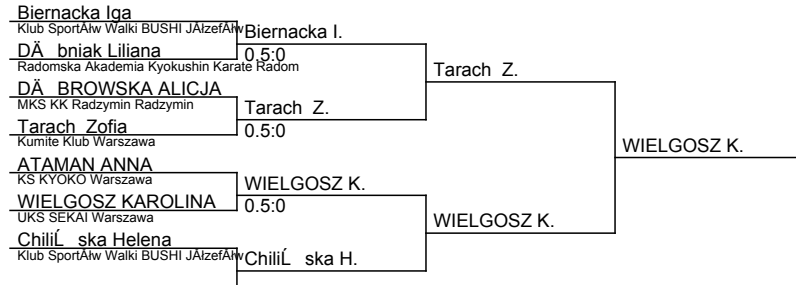 Biernacka Iga
Klub SportĂłw Walki BUSHI JĂłzefĂłw
Biernacka I.
DÄ bniak Liliana
0.5:0
Radomska Akademia Kyokushin Karate Radom
Tarach Z.
DÄ BROWSKA ALICJA
MKS KK Radzymin Radzymin
Tarach Z.
Tarach Zofia
0.5:0
Kumite Klub Warszawa
WIELGOSZ K.
ATAMAN ANNA
KS KYOKO Warszawa
WIELGOSZ K.
WIELGOSZ KAROLINA
0.5:0
UKS SEKAI Warszawa
WIELGOSZ K.
ChiliĹ ska Helena
Klub SportĂłw Walki BUSHI JĂłzefĂłw
ChiliĹ ska H.